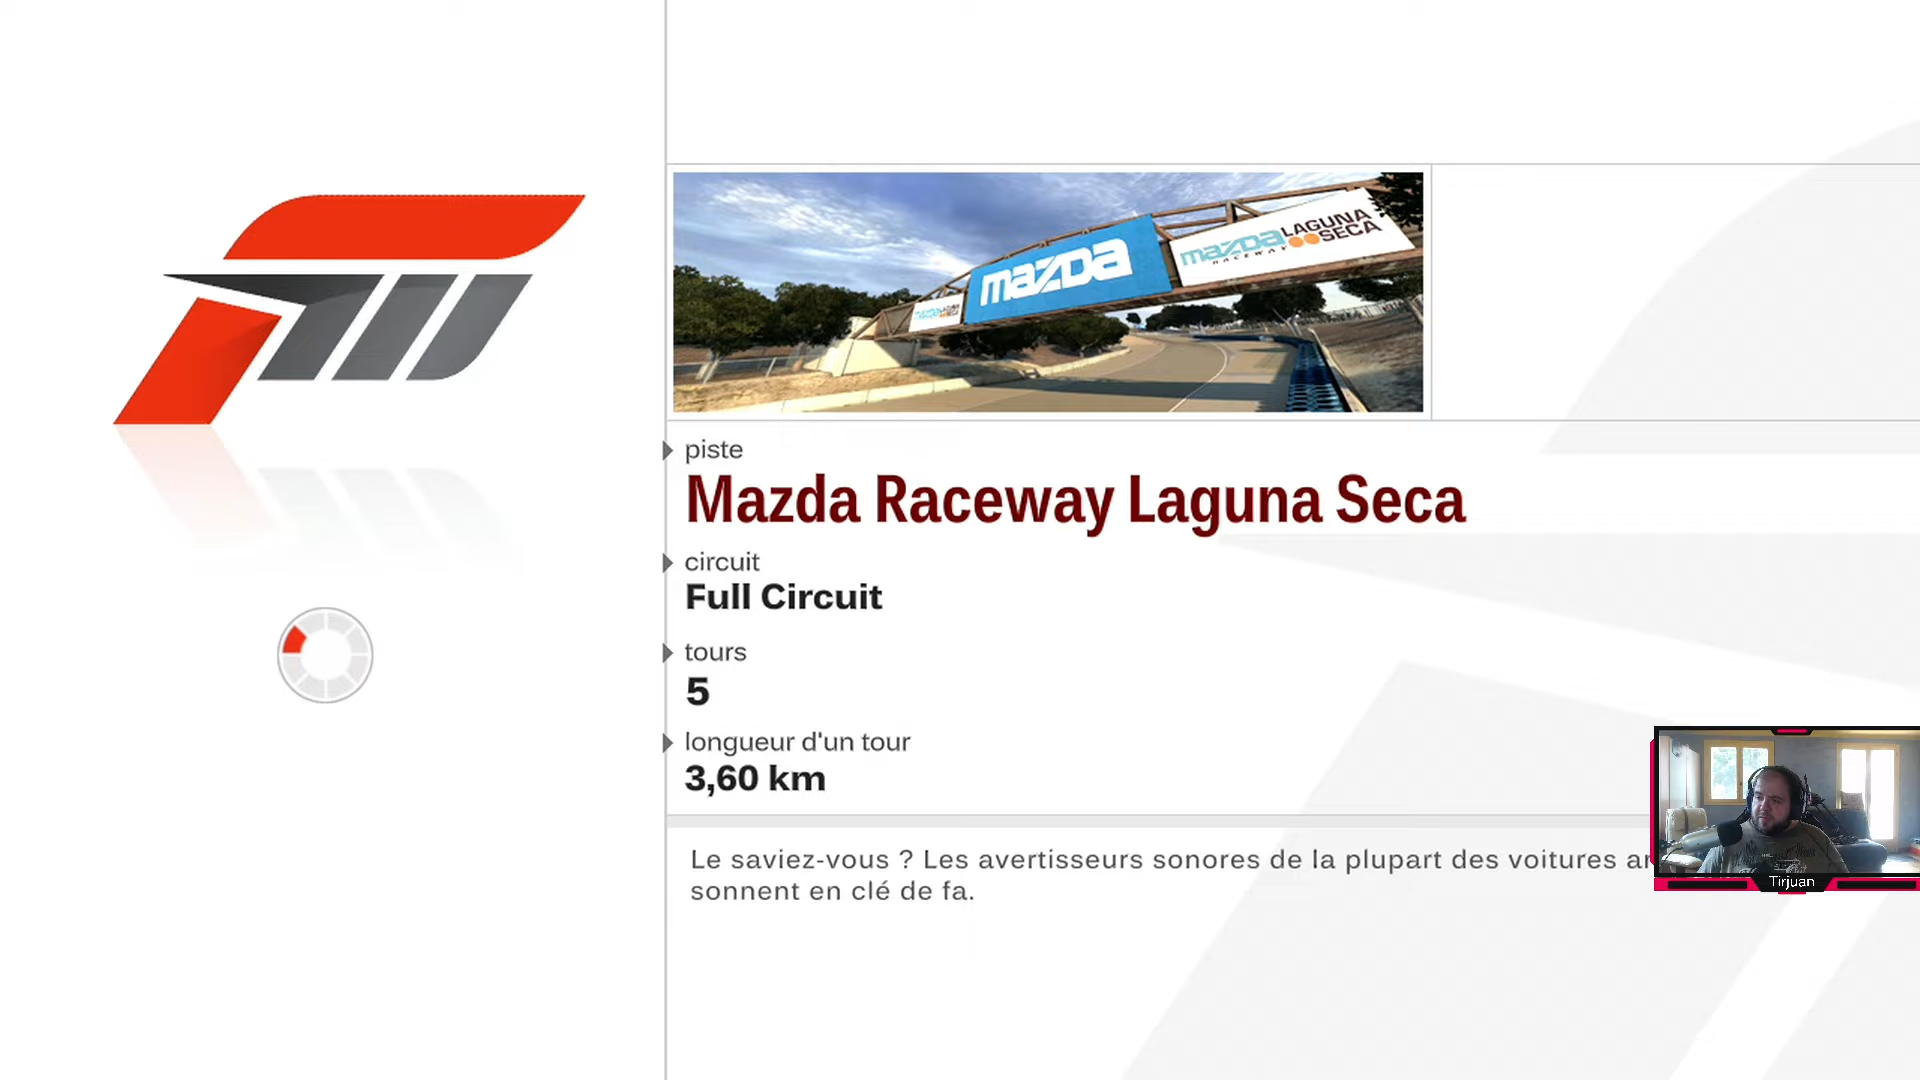 mazda
mazda
RACEWAY
LAGUNA
SECA
piste
Mazda Raceway Laguna Seca
circuit
Full Circuit
tours
5
longueur d'un tour
3,60 km
Le saviez-vous ? Les avertisseurs sonores de la plupart des voitures
sonnent en clé de fa.
Tirjuan